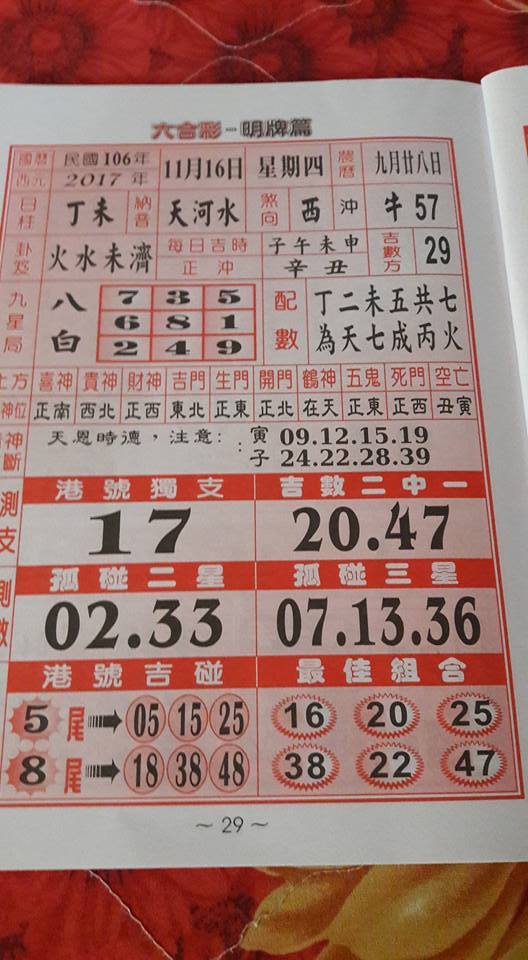 六合彩-明牌篇
國曆 民國106年 11月16日 星期四 農曆 九月廿八日
西元 2017年
日柱 丁未 納音 天河水 煞向 西 沖 牛57
卦 火水未濟 每日吉時 子午未申 吉數方 29
正沖 辛丑
九星局 八白 7 3 5 配數 丁二未五共七
6 8 1 為天七成丙火
2 4 9
方 喜神 貴神 財神 吉門 生門 開門 鶴神 五鬼 死門 空亡
神位 正南 西北 正西 東北 正東 正北 在天 正東 正西 丑寅
神斷 天恩時德,注意: : 寅 09.12.15.19
子 24.22.28.39
測支 港號獨支 吉數二中一
17 20.47
孤碰二星 孤碰三星
02.33 07.13.36
港號吉碰 最佳組合
5尾 05 15 25 16 20 25
8尾 18 38 48 38 22 47
~29~